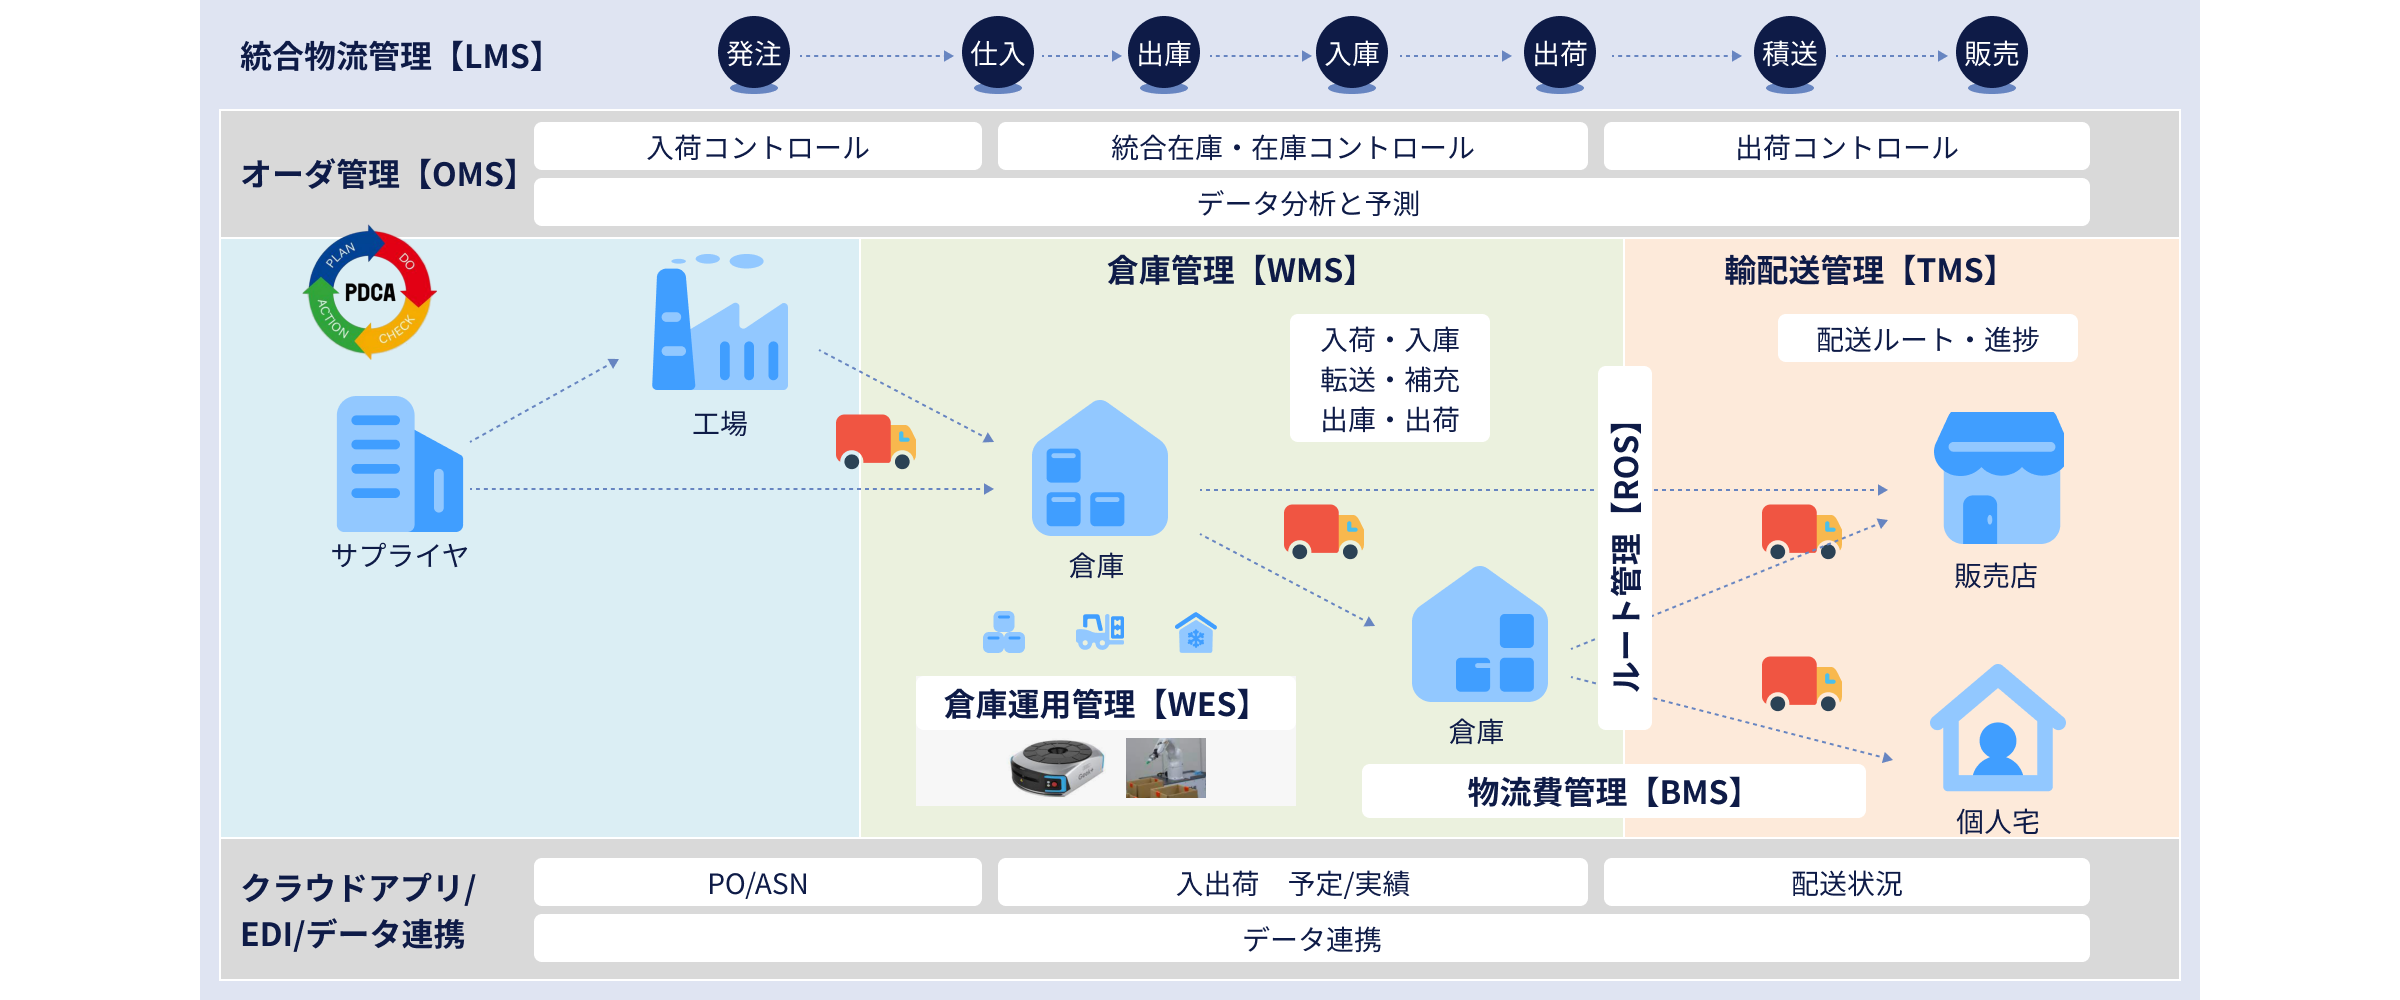 統合物流管理【LMS】
発注
仕入
出庫
入庫
出荷
積送
販売
オーダ管理【OMS】
入荷コントロール
統合在庫・在庫コントロール
出荷コントロール
データ分析と予測
PLAN
DO
CHECK
ACTION
PDCA
工場
サプライヤ
倉庫管理【WMS】
入荷・入庫
転送・補充
出庫・出荷
倉庫
倉庫
倉庫運用管理【WES】
ルート管理【ROS】
輸配送管理【TMS】
配送ルート・進捗
販売店
個人宅
物流費管理【BMS】
クラウドアプリ/
EDI/データ連携
PO/ASN
入出荷　予定/実績
配送状況
データ連携